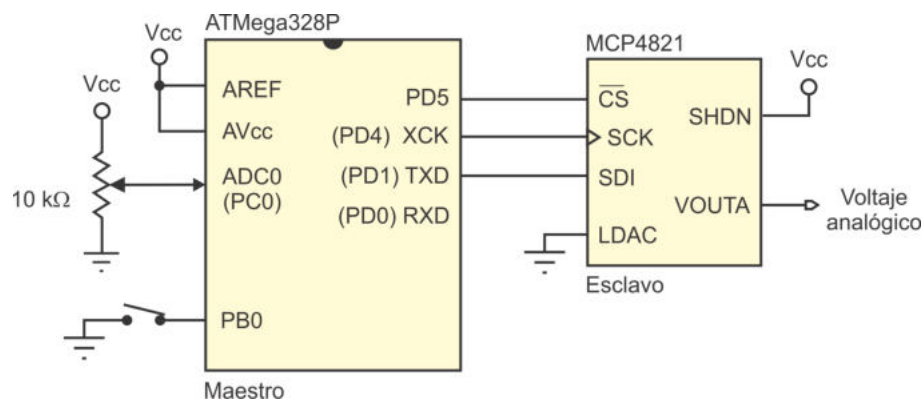 ATMega328P
Vcc
Vcc
AREF
AVcc
ADC0
(PC0)
10 kΩ
PB0
PD5
(PD4) XCK
(PD1) TXD
(PD0) RXD
Maestro
MCP4821
CS
SCK
SDI
LDAC
SHDN
VOUTA
Vcc
Voltaje
analógico
Esclavo